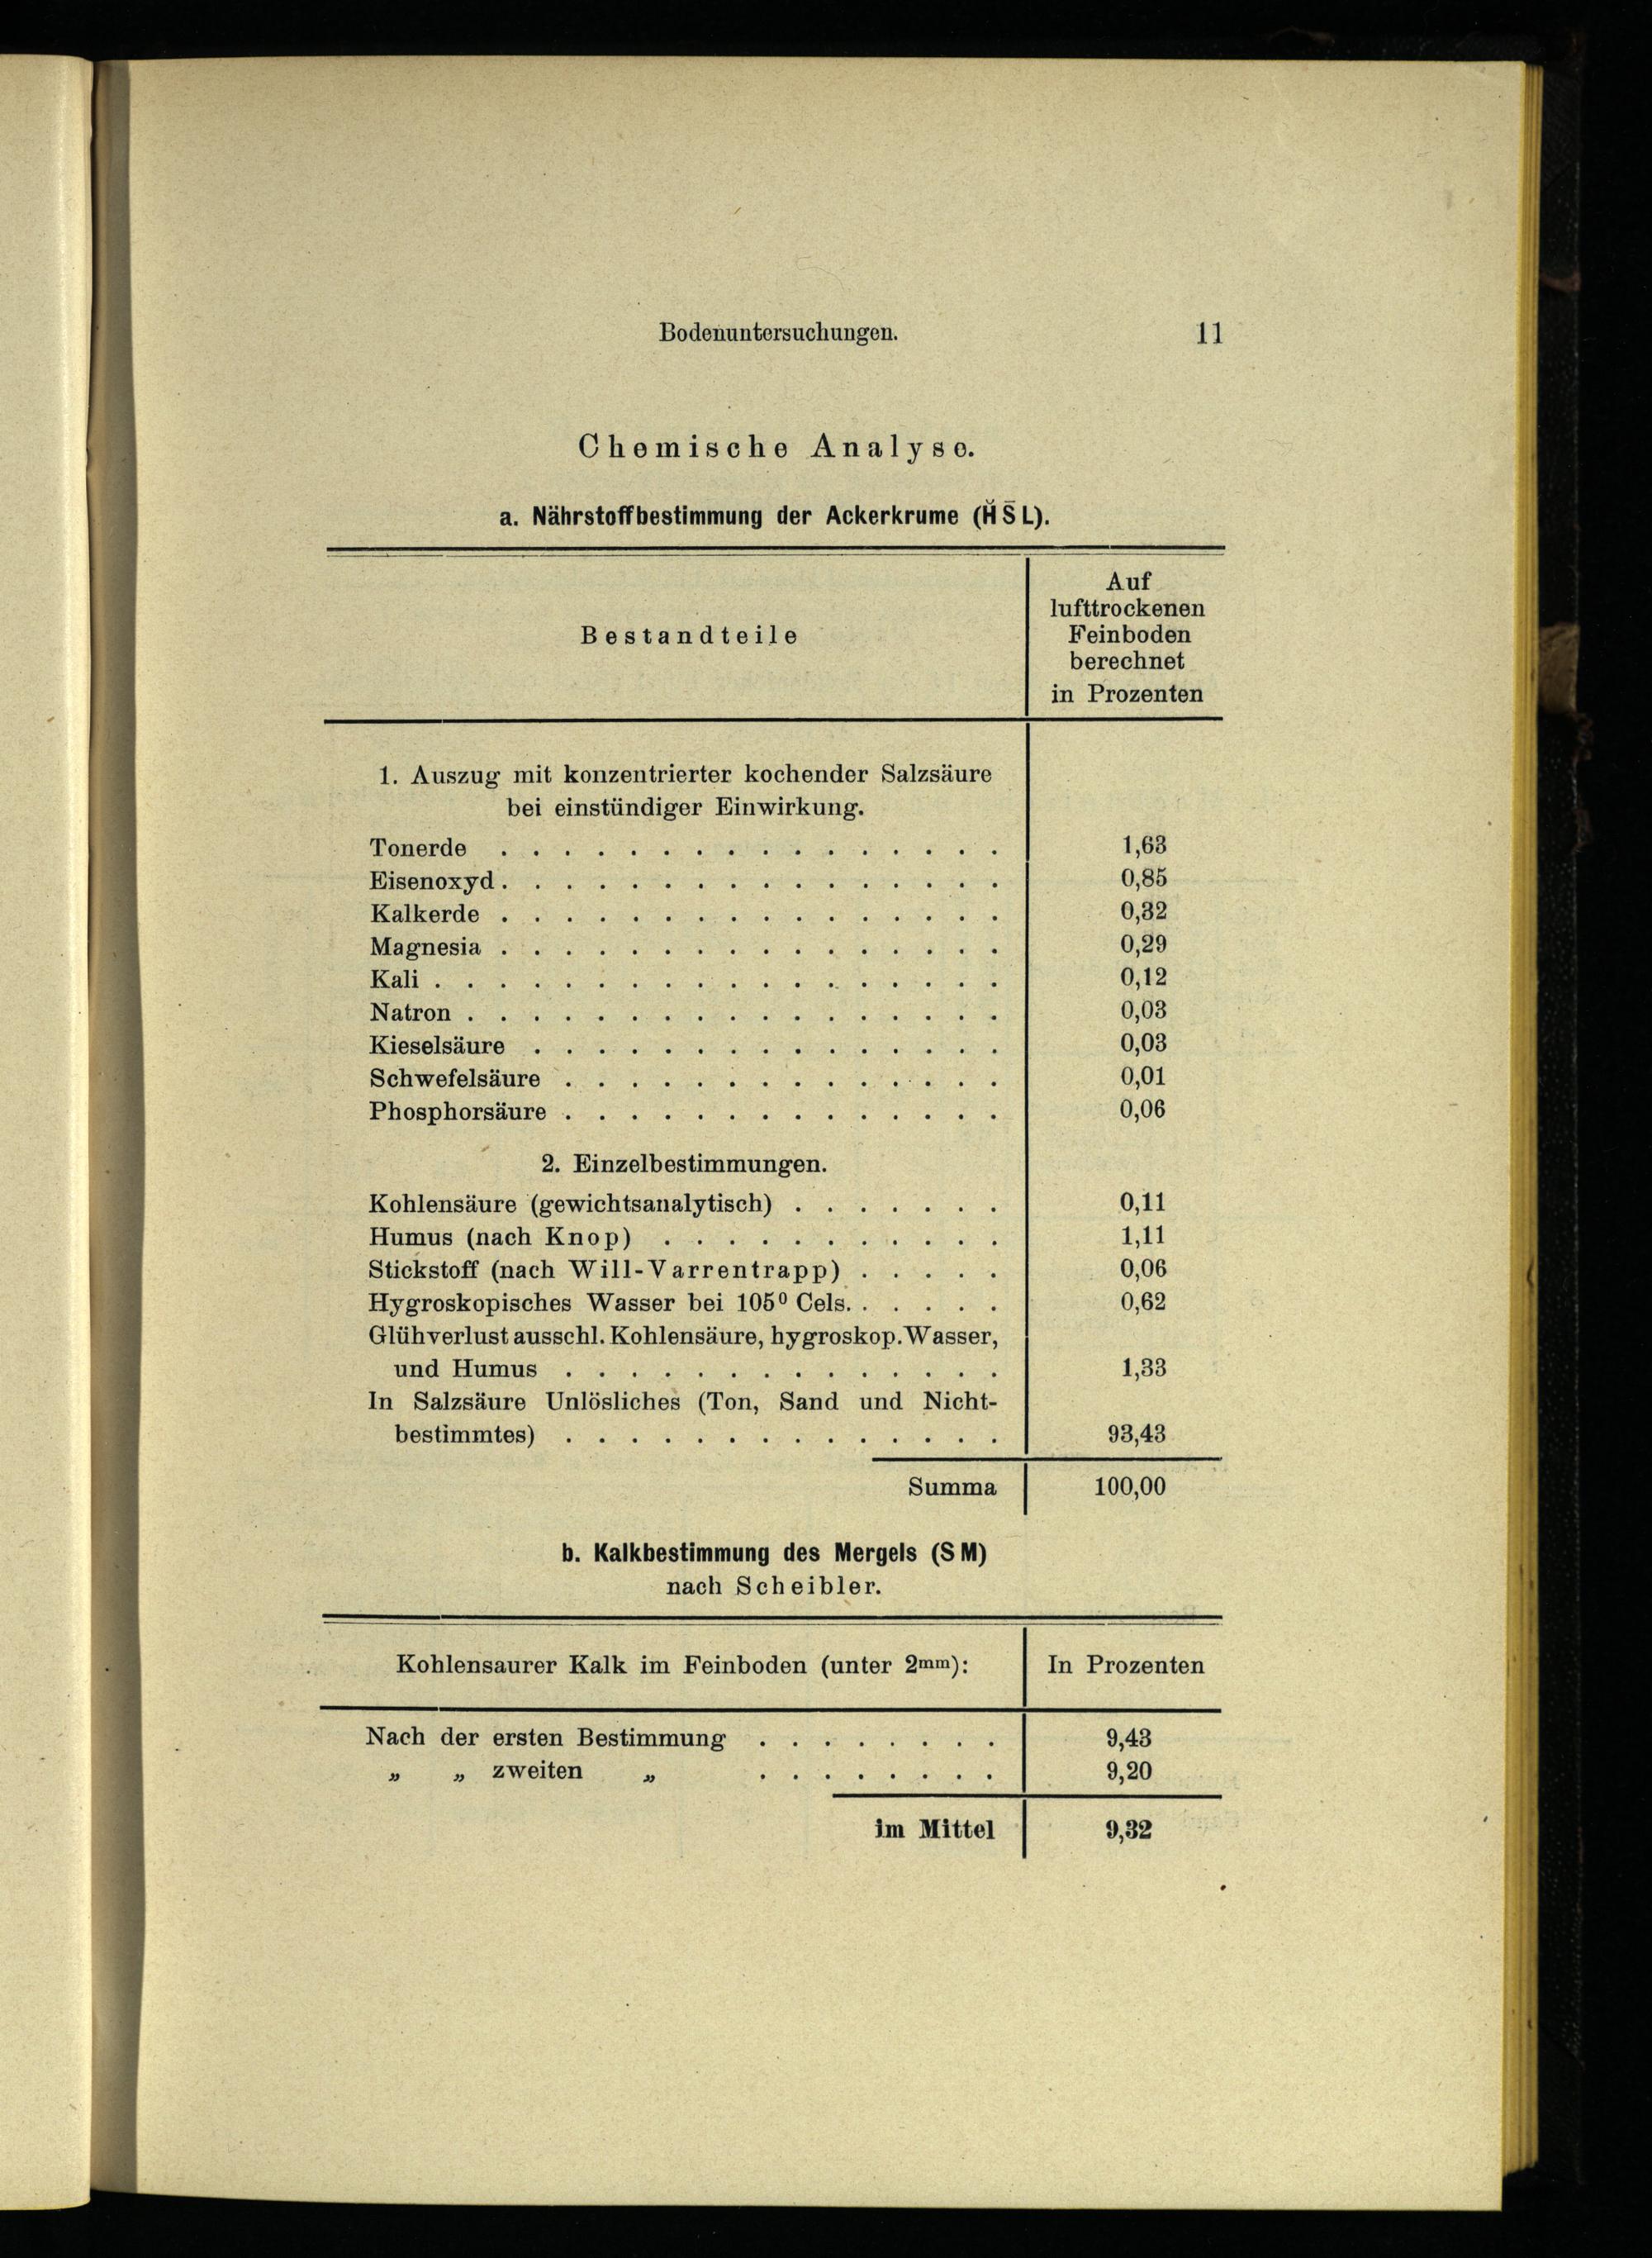 Bodenuntersuchungen. 11
Chemische Analyse.
a. Nährstoffbestimmung der Ackerkrume (H̆S̄L).
Bestandteile
Auf
lufttrockenen
Feinboden
berechnet
in Prozenten
1. Auszug mit konzentrierter kochender Salzsäure
bei einstündiger Einwirkung.
Tonerde . . . . . . . . . . . . . . . . 1,63
Eisenoxyd . . . . . . . . . . . . . . . . 0,85
Kalkerde . . . . . . . . . . . . . . . . 0,32
Magnesia . . . . . . . . . . . . . . . . 0,29
Kali . . . . . . . . . . . . . . . . . . 0,12
Natron . . . . . . . . . . . . . . . . . 0,03
Kieselsäure . . . . . . . . . . . . . . . 0,03
Schwefelsäure . . . . . . . . . . . . . . 0,01
Phosphorsäure . . . . . . . . . . . . . . 0,06
2. Einzelbestimmungen.
Kohlensäure (gewichtsanalytisch) . . . . . . . 0,11
Humus (nach Knop) . . . . . . . . . . . 1,11
Stickstoff (nach Will-Varrentrapp) . . . . . 0,06
Hygroskopisches Wasser bei 105⁰ Cels. . . . . . 0,62
Glühverlust ausschl. Kohlensäure, hygroskop. Wasser,
und Humus . . . . . . . . . . . . . . 1,33
In Salzsäure Unlösliches (Ton, Sand und Nicht-
bestimmtes) . . . . . . . . . . . . . . 93,43
Summa 100,00
b. Kalkbestimmung des Mergels (SM)
nach Scheibler.
Kohlensaurer Kalk im Feinboden (unter 2mm): In Prozenten
Nach der ersten Bestimmung . . . . . . . . 9,43
„ „ zweiten „ . . . . . . . . 9,20
im Mittel 9,32